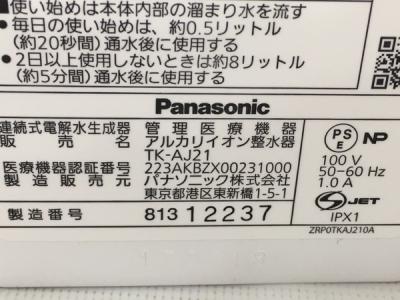 ■使い始めは本体内部の溜まり水を流す
●毎日の使い始めは、約0.5リットル
(約20秒間)通水後に使用する
●2日以上使用しないときは約8リットル
(約5分間)通水後に使用する
Panasonic
連続式電解水生成器 管理医療機器
販売名 アルカリイオン整水器
TK-AJ21
医療機器認証番号 223AKBZX00231000
製造販売元 パナソニック株式会社
東京都港区東新橋1-5-1
製造番号 81312237
PS
E
NP
100 V
50-60 Hz
1.0 A
S JET
IPX1
ZRP0TKAJ210A